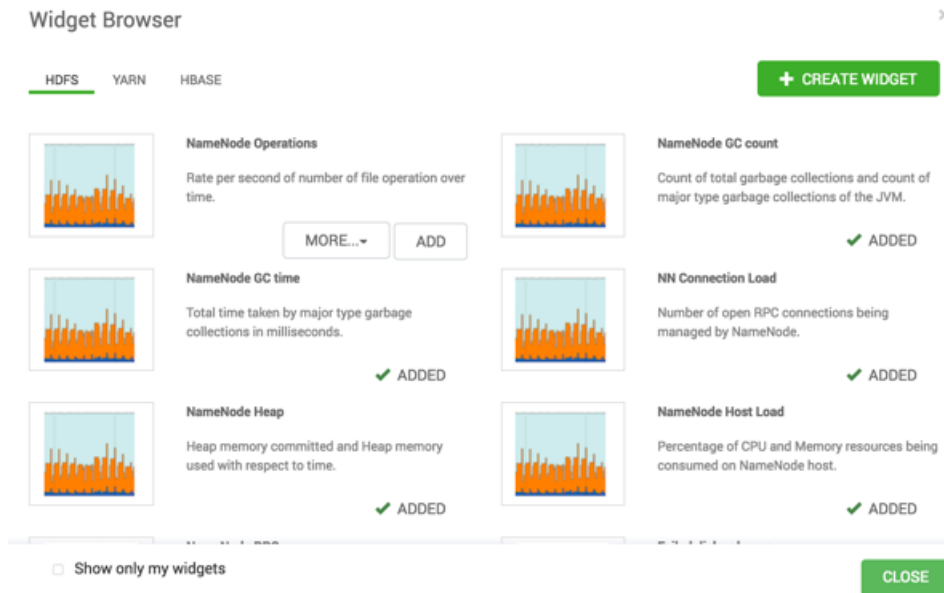 Widget Browser
HDFS YARN HBASE
+ CREATE WIDGET
NameNode Operations
Rate per second of number of file operation over
time.
MORE... ADD
NameNode GC count
Count of total garbage collections and count of
major type garbage collections of the JVM.
ADDED
NameNode GC time
Total time taken by major type garbage
collections in milliseconds.
ADDED
NN Connection Load
Number of open RPC connections being
managed by NameNode.
ADDED
NameNode Heap
Heap memory committed and Heap memory
used with respect to time.
ADDED
NameNode Host Load
Percentage of CPU and Memory resources being
consumed on NameNode host.
ADDED
Show only my widgets
CLOSE